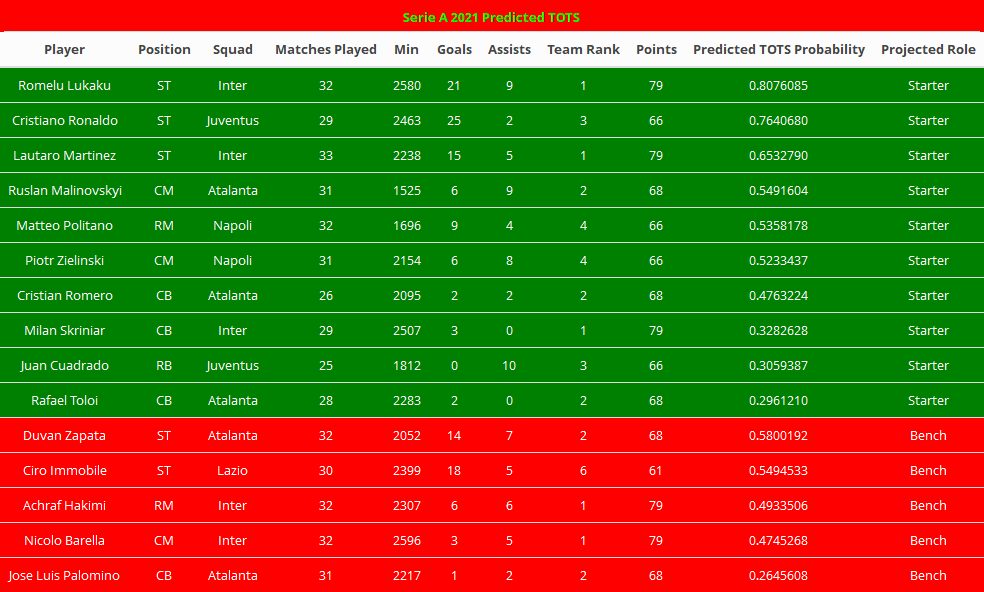 Serie A 2021 Predicted TOTS
Player Position Squad Matches Played Min Goals Assists Team Rank Points Predicted TOTS Probability Projected Role
Romelu Lukaku ST Inter 32 2580 21 9 1 79 0.8076085 Starter
Cristiano Ronaldo ST Juventus 29 2463 25 2 3 66 0.7640680 Starter
Lautaro Martinez ST Inter 33 2238 15 5 1 79 0.6532790 Starter
Ruslan Malinovskyi CM Atalanta 31 1525 6 9 2 68 0.5491604 Starter
Matteo Politano RM Napoli 32 1696 9 4 4 66 0.5358178 Starter
Piotr Zielinski CM Napoli 31 2154 6 8 4 66 0.5233437 Starter
Cristian Romero CB Atalanta 26 2095 2 2 2 68 0.4763224 Starter
Milan Skriniar CB Inter 29 2507 3 0 1 79 0.3282628 Starter
Juan Cuadrado RB Juventus 25 1812 0 10 3 66 0.3059387 Starter
Rafael Toloi CB Atalanta 28 2283 2 0 2 68 0.2961210 Starter
Duvan Zapata ST Atalanta 32 2052 14 7 2 68 0.5800192 Bench
Ciro Immobile ST Lazio 30 2399 18 5 6 61 0.5494533 Bench
Achraf Hakimi RM Inter 32 2307 6 6 1 79 0.4933506 Bench
Nicolo Barella CM Inter 32 2596 3 5 1 79 0.4745268 Bench
Jose Luis Palomino CB Atalanta 31 2217 1 2 2 68 0.2645608 Bench